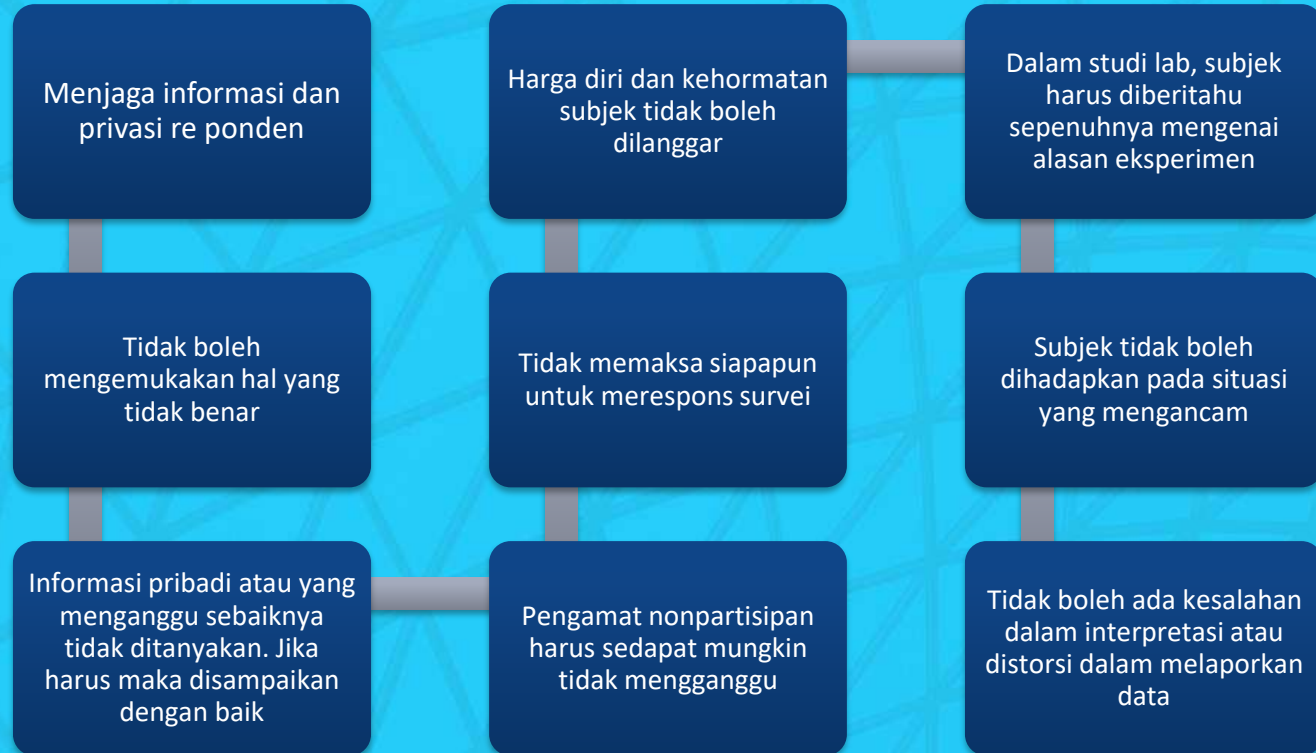 Menjaga informasi dan
privasi re ponden
Tidak boleh
mengemukakan hal yang
tidak benar
Informasi pribadi atau yang
menganggu sebaiknya
tidak ditanyakan. Jika
harus maka disampaikan
dengan baik
Pengamat nonpartisipan
harus sedapat mungkin
tidak mengganggu
Tidak memaksa siapapun
untuk merespons survei
Harga diri dan kehormatan
subjek tidak boleh
dilanggar
Dalam studi lab, subjek
harus diberitahu
sepenuhnya mengenai
alasan eksperimen
Subjek tidak boleh
dihadapkan pada situasi
yang mengancam
Tidak boleh ada kesalahan
dalam interpretasi atau
distorsi dalam melaporkan
data